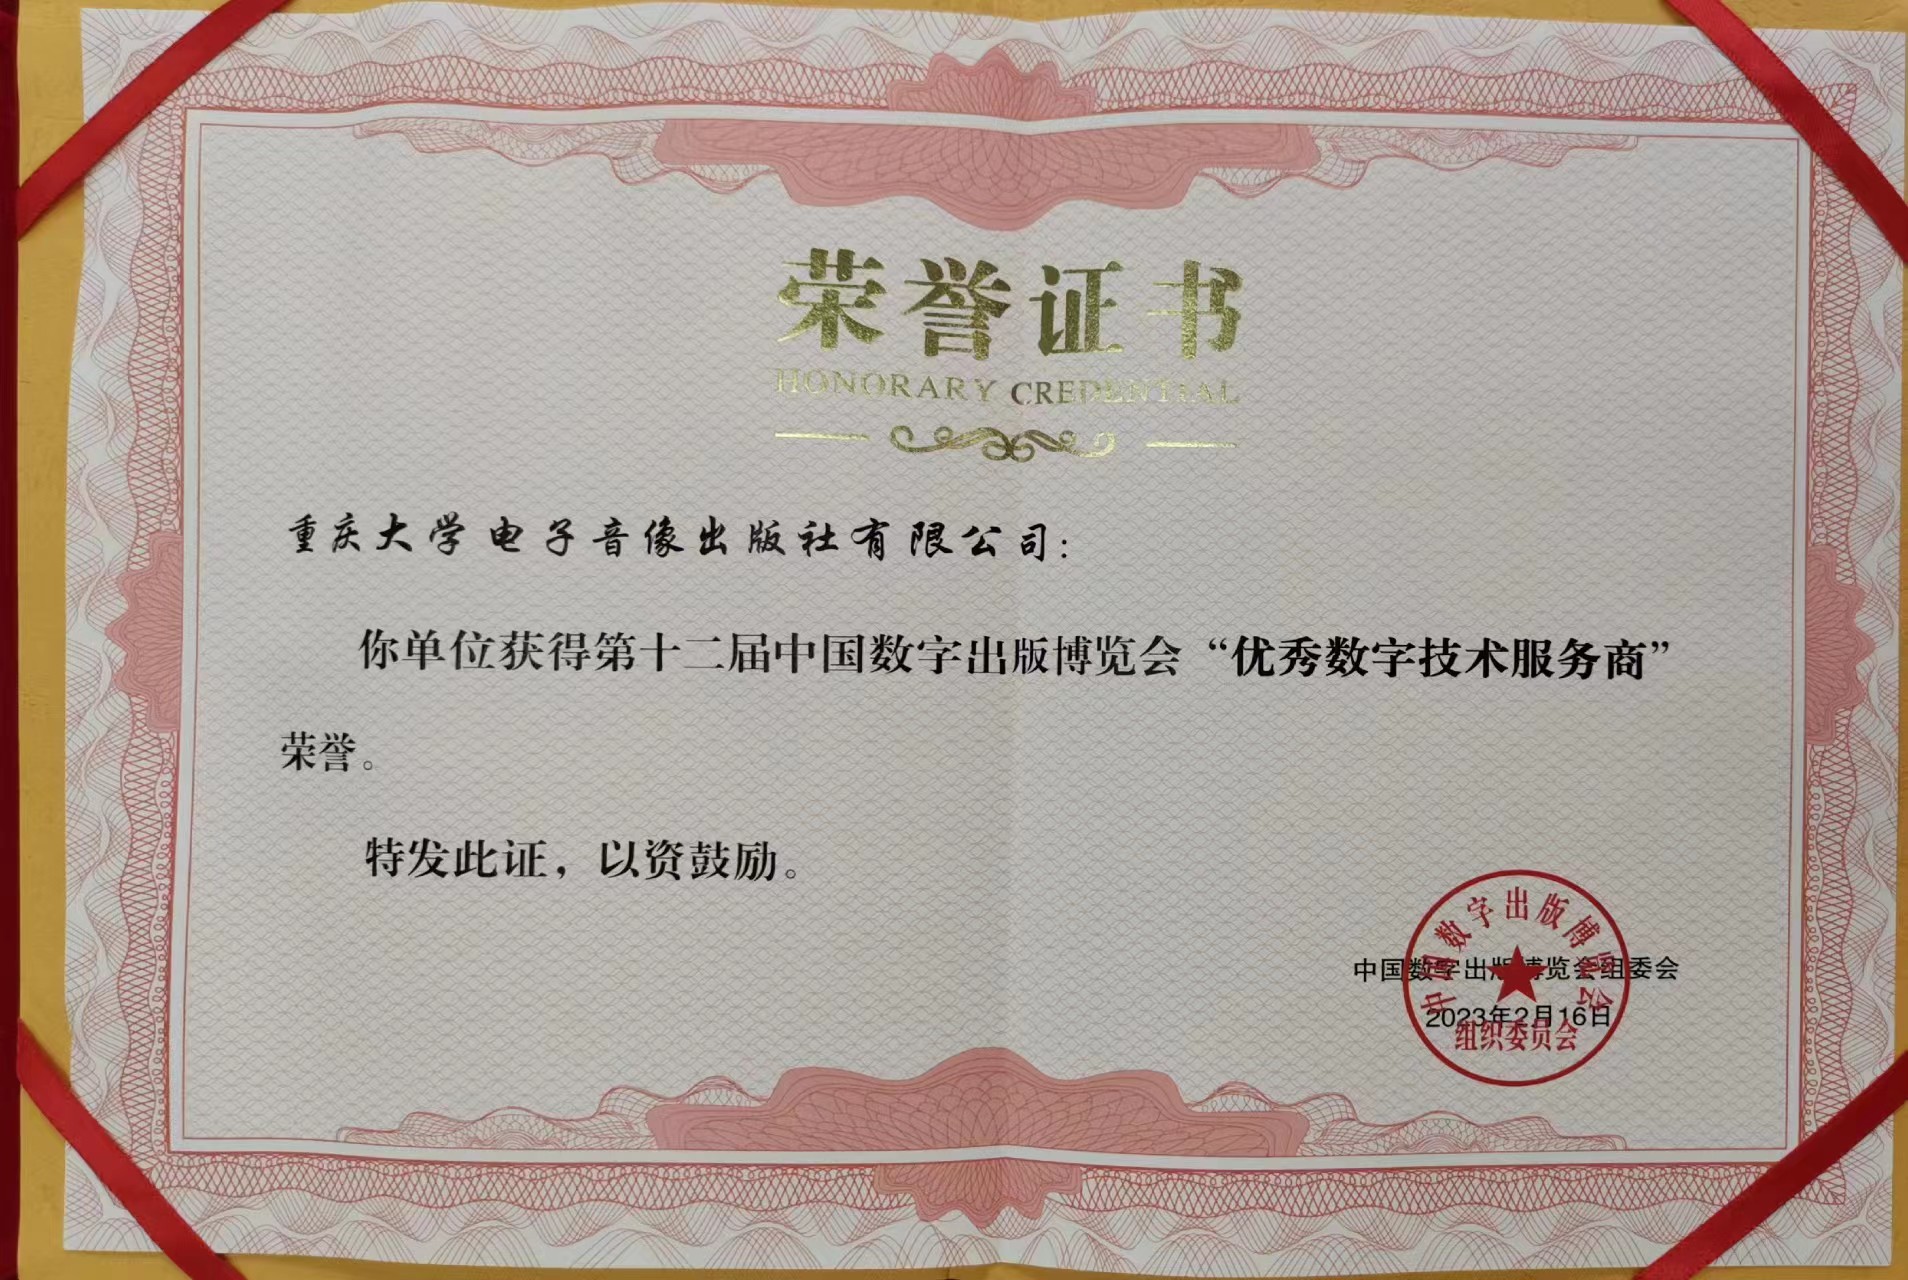 荣誉证书
HONORARY CREDENTIAL
重庆大学电子音像出版社有限公司：
你单位获得第十二届中国数字出版博览会“优秀数字技术服务商”
荣誉。
特发此证，以资鼓励。
中国数字出版博览会组委会
2023年2月16日
中国数字出版博览会
组织委员会